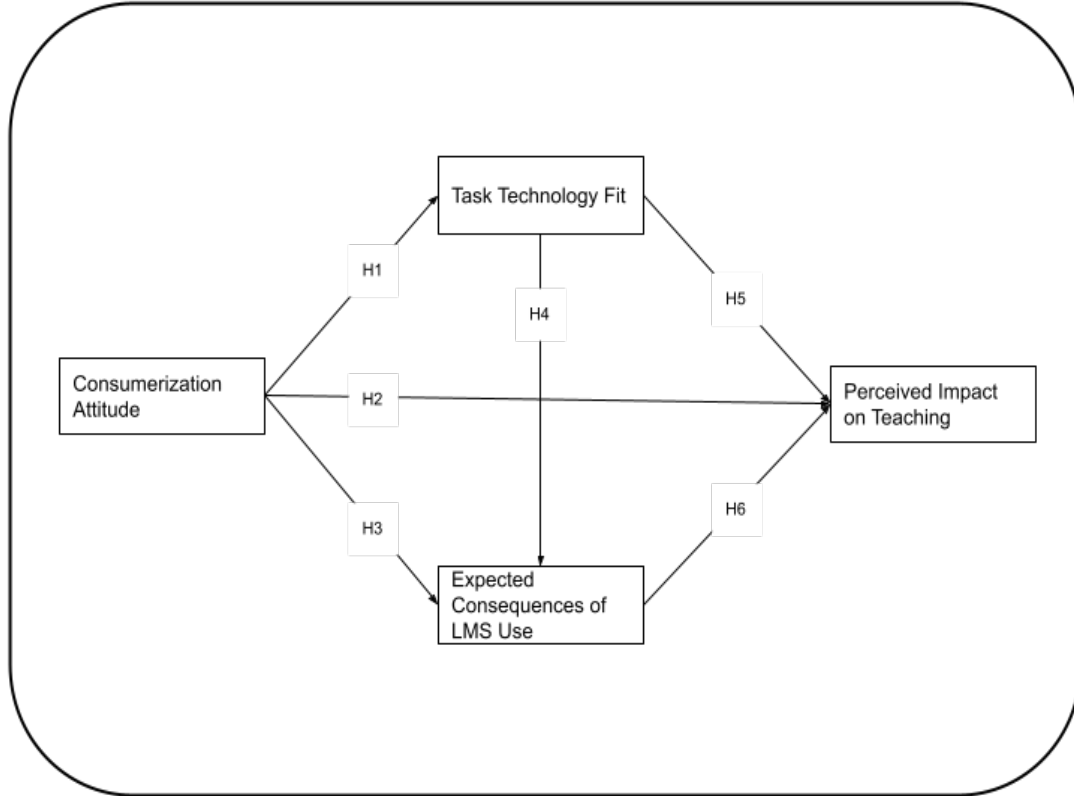 Task Technology Fit
H1
H4
H5
Consumerization
Attitude
H2
Perceived Impact
on Teaching
H3
H6
Expected
Consequences of
LMS Use